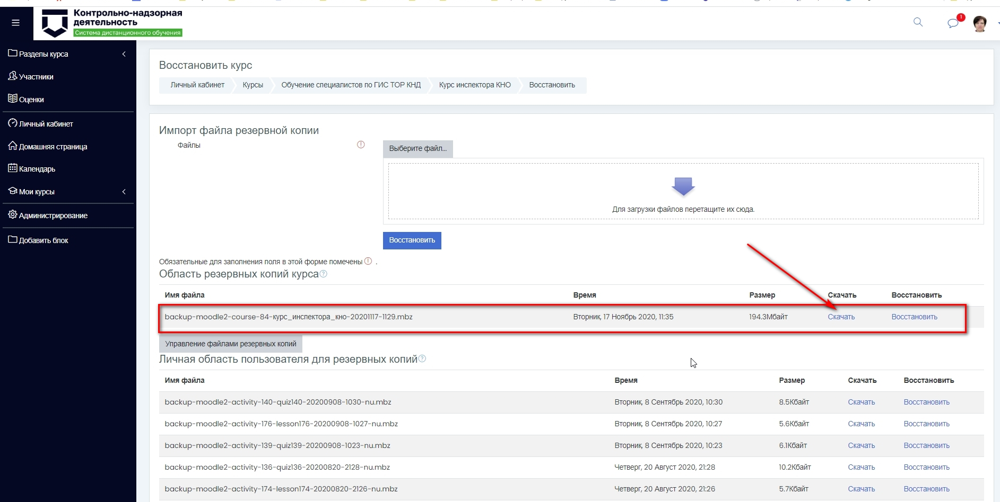 Контрольно-надзорная
деятельность
Система дистанционного обучения
1
Разделы курса
Участники
Оценки
Личный кабинет
Домашняя страница
Календарь
Мои курсы
Администрирование
Добавить блок
Восстановить курс
Личный кабинет Курсы Обучение специалистов по ГИС ТОР КНД Курс инспектора КНО Восстановить
Импорт файла резервной копии
Файлы
Выберите файл...
Для загрузки файлов перетащите их сюда.
Восстановить
Обязательные для заполнения поля в этой форме помечены .
Область резервных копий курса
Имя файла Время Размер Скачать Восстановить
backup-moodle2-course-84-курс_инспектора_кно-20201117-1129.mbz Вторник, 17 Ноябрь 2020, 11:35 194.3Мбайт Скачать Восстановить
Управление файлами резервных копий
Личная область пользователя для резервных копий
Имя файла Время Размер Скачать Восстановить
backup-moodle2-activity-140-quiz140-20200908-1030-nu.mbz Вторник, 8 Сентябрь 2020, 10:30 8.5Кбайт Скачать Восстановить
backup-moodle2-activity-176-lesson176-20200908-1027-nu.mbz Вторник, 8 Сентябрь 2020, 10:27 5.6Кбайт Скачать Восстановить
backup-moodle2-activity-139-quiz139-20200908-1023-nu.mbz Вторник, 8 Сентябрь 2020, 10:23 6.1Кбайт Скачать Восстановить
backup-moodle2-activity-136-quiz136-20200820-2128-nu.mbz Четверг, 20 Август 2020, 21:28 10.2Кбайт Скачать Восстановить
backup-moodle2-activity-174-lesson174-20200820-2126-nu.mbz Четверг, 20 Август 2020, 21:26 5.7Кбайт Скачать Восстановить